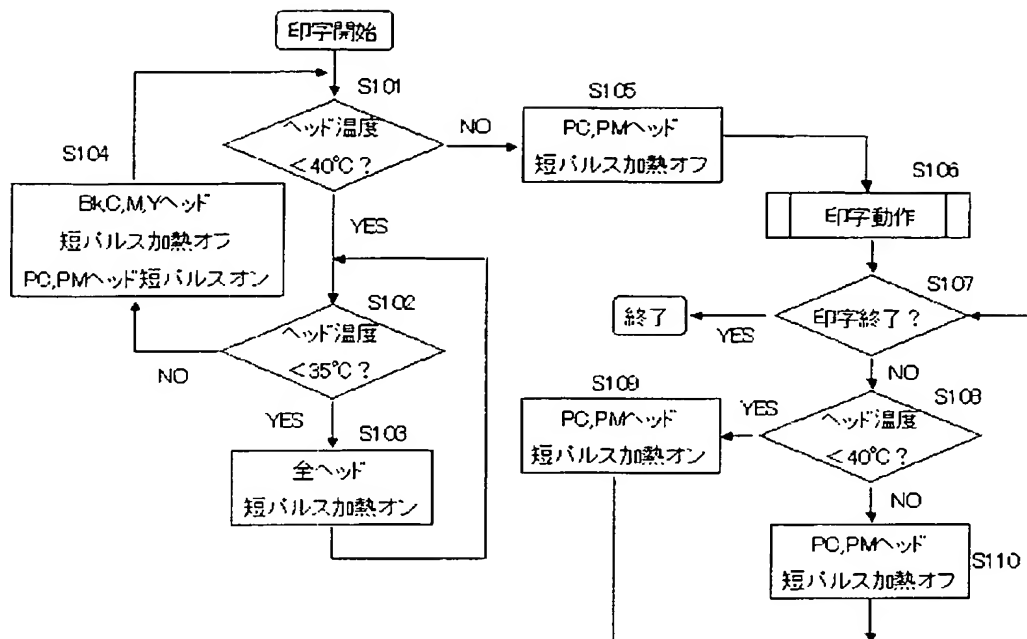 印字開始
S101
ヘッド温度
<40℃?
NO
YES
S105
PC,PMヘッド
短パルス加熱オフ
S104
Bk,C,M,Yヘッド
短パルス加熱オフ
PC,PMヘッド短パルスオン
S106
印字動作
S102
ヘッド温度
<35℃?
NO
YES
S107
印字終了?
YES
終了
NO
S103
全ヘッド
短パルス加熱オン
S109
PC,PMヘッド
短パルス加熱オン
S108
ヘッド温度
<40℃?
YES
NO
S110
PC,PMヘッド
短パルス加熱オフ